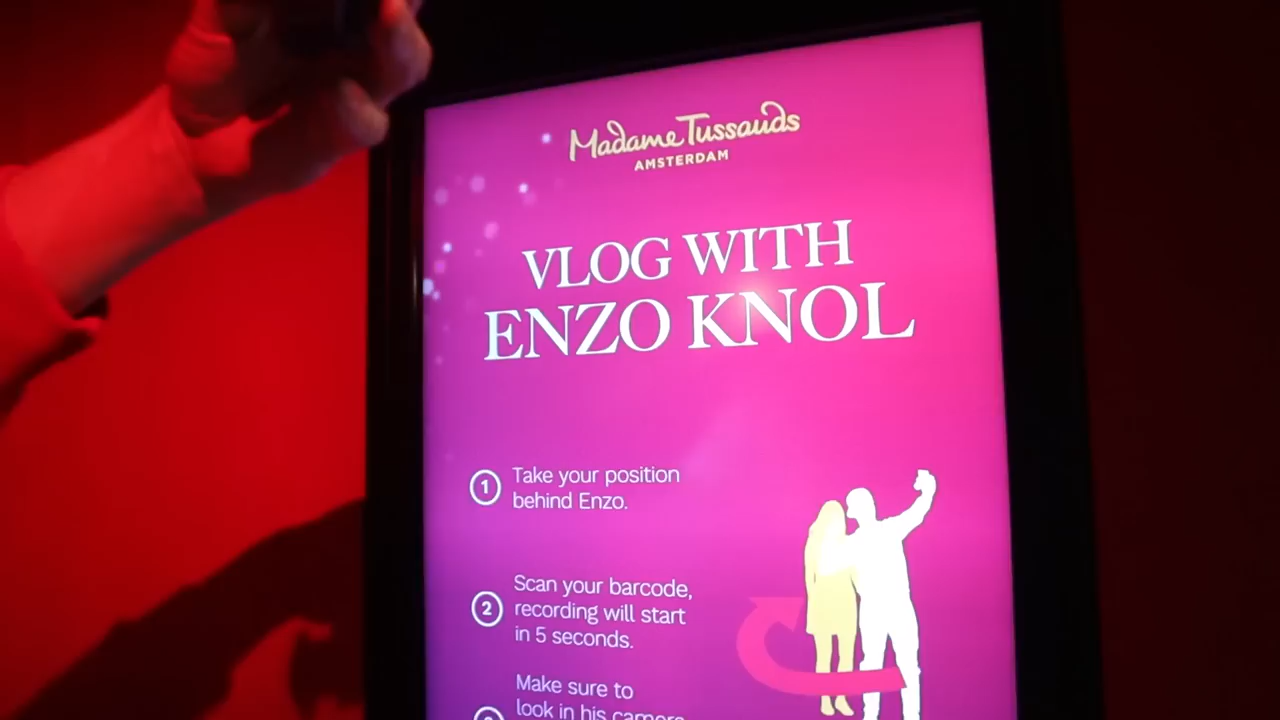 Madame Tussauds
AMSTERDAM
VLOG WITH
ENZO KNOL
1 Take your position
behind Enzo.
2 Scan your barcode,
recording will start
in 5 seconds.
Make sure to
look in his camera